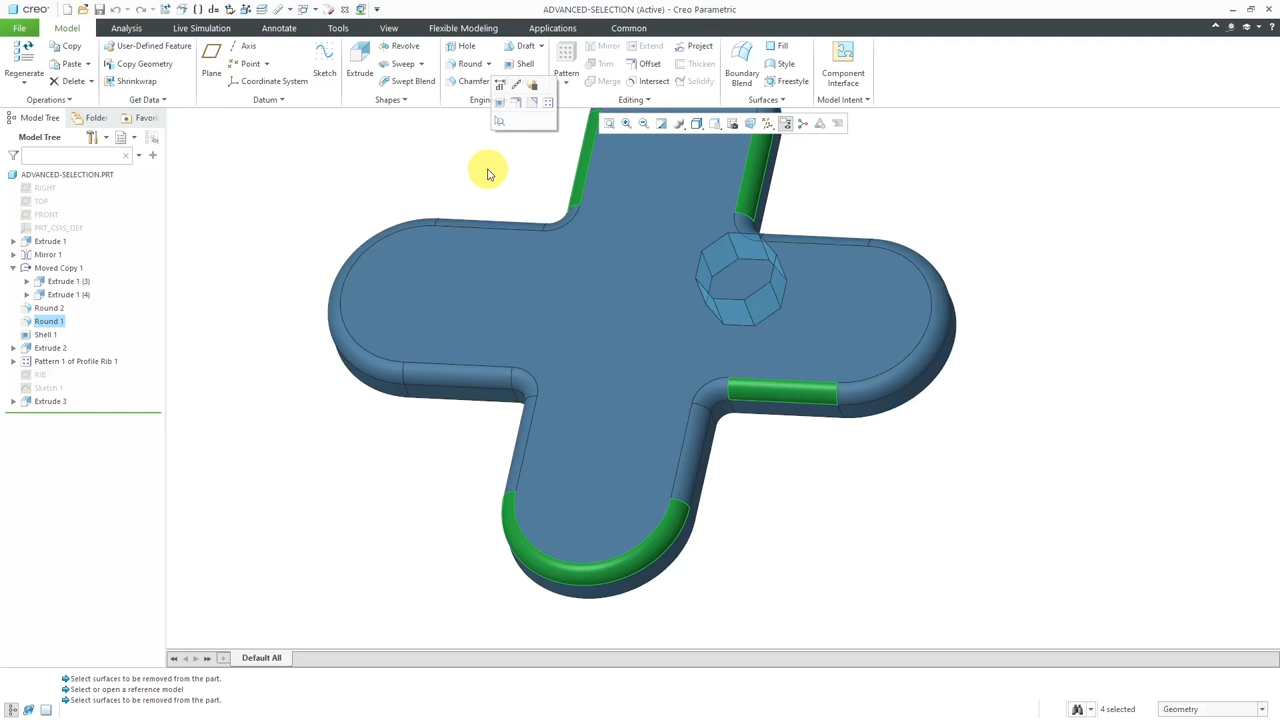 creo ADVANCED-SELECTION (Active) - Creo Parametric
File Model Analysis Live Simulation Annotate Tools View Flexible Modeling Applications Common
Copy User-Defined Feature Axis Revolve Hole Draft Mirror Extend Project Fill
Regenerate Paste Copy Geometry Plane Point Sketch Extrude Sweep Round Shell Pattern Trim Offset Thicken Boundary Blend Style Component Interface
Delete Shrinkwrap Coordinate System Swept Blend Chamfer Merge Intersect Solidify Freestyle
Operations Get Data Datum Shapes Engin Editing Surfaces Model Intent
Model Tree Folder Favori
Model Tree
ADVANCED-SELECTION.PRT
RIGHT
TOP
FRONT
PRT_CSYS_DEF
Extrude 1
Mirror 1
Moved Copy 1
Extrude 1 (3)
Extrude 1 (4)
Round 2
Round 1
Shell 1
Extrude 2
Pattern 1 of Profile Rib 1
RIB
Sketch 1
Extrude 3
Default All
Select surfaces to be removed from the part.
Select or open a reference model
Select surfaces to be removed from the part.
4 selected Geometry